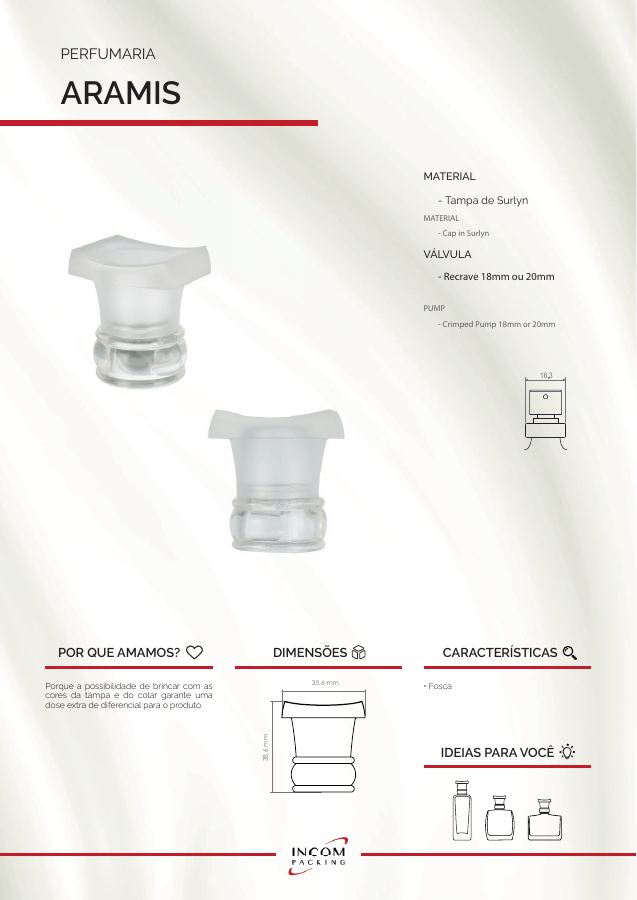 PERFUMARIA
ARAMIS
MATERIAL
- Tampa de Surlyn
MATERIAL
- Cap in Surlyn
VÁLVULA
- Recrave 18mm ou 20mm
PUMP
- Crimped Pump 18mm or 20mm
16,3
POR QUE AMAMOS?
Porque a possibilidade de brincar com as
cores da tampa e do colar garante uma
dose extra de diferencial para o produto.
DIMENSÕES
35,6 mm
38,6 mm
CARACTERÍSTICAS
• Fosca
IDEIAS PARA VOCÊ
INCOM
PACKING